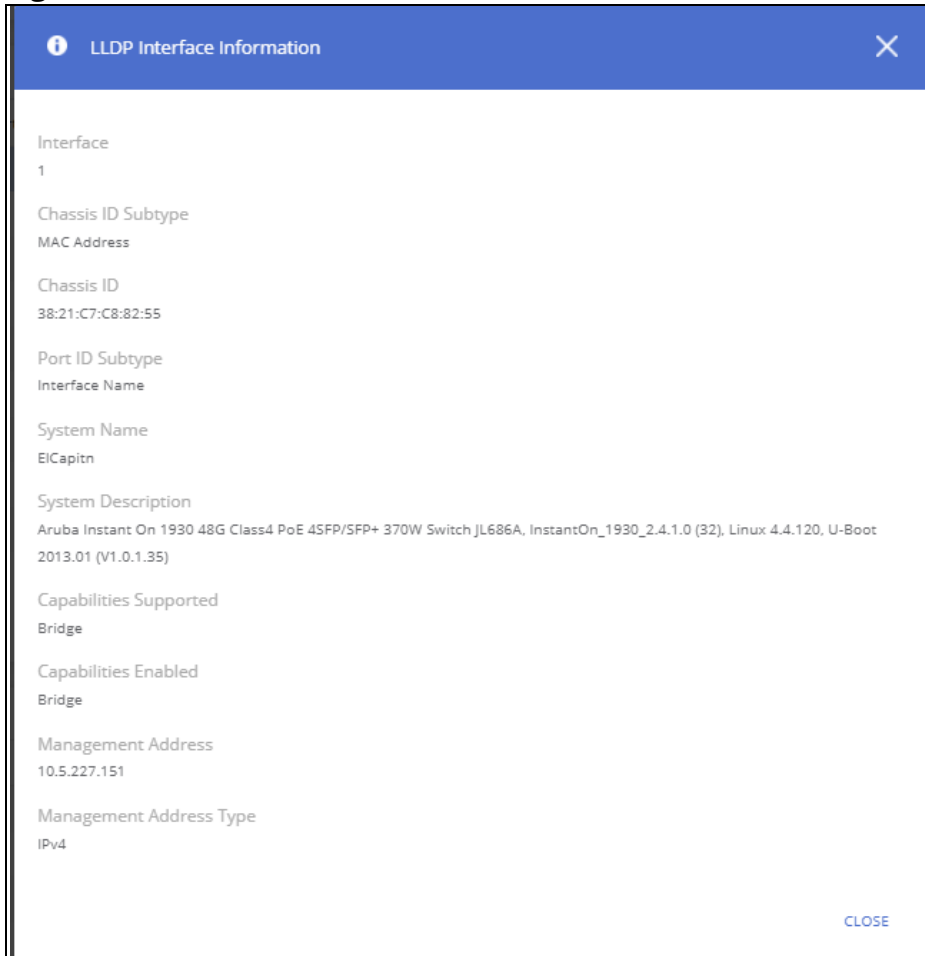 LLDP Interface Information
Interface
1
Chassis ID Subtype
MAC Address
Chassis ID
38:21:C7:C8:82:55
Port ID Subtype
Interface Name
System Name
ElCapitn
System Description
Aruba Instant On 1930 48G Class4 PoE 4SFP/SFP+ 370W Switch JL686A, InstantOn_1930_2.4.1.0 (32), Linux 4.4.120, U-Boot
2013.01 (V1.0.1.35)
Capabilities Supported
Bridge
Capabilities Enabled
Bridge
Management Address
10.5.227.151
Management Address Type
IPv4
CLOSE